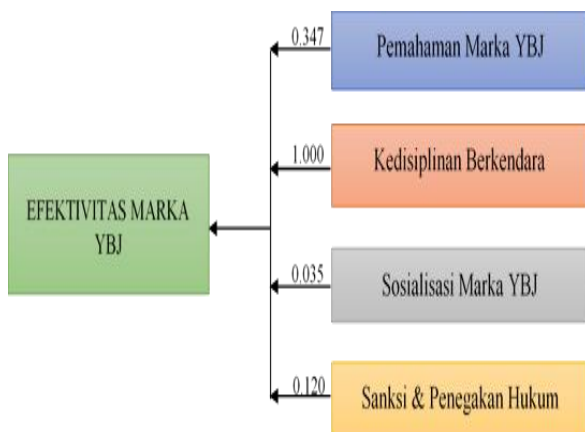 0.347
Pemahaman Marka YBJ
1.000
Kedisiplinan Berkendara
EFEKTIVITAS MARKA
YBJ
0.035
Sosialisasi Marka YBJ
0.120
Sanksi & Penegakan Hukum